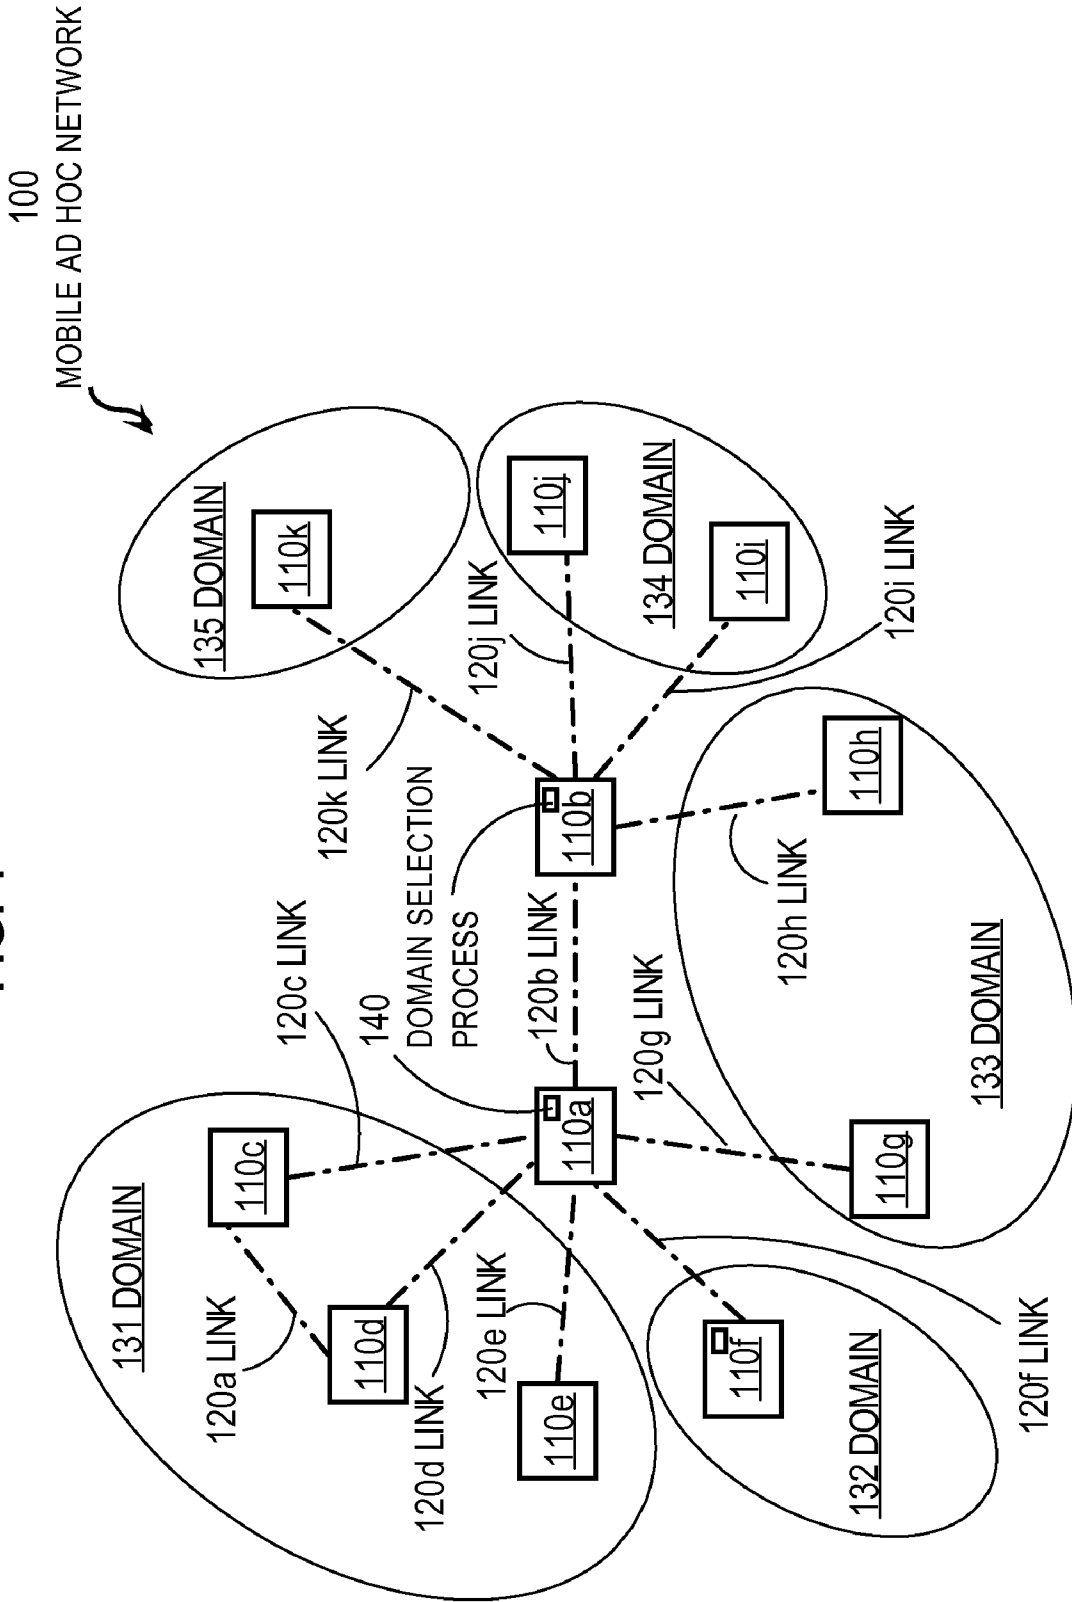 100
MOBILE AD HOC NETWORK
131 DOMAIN
110c
120a LINK
110d
120d LINK
120e LINK
110e
120c LINK
140
DOMAIN SELECTION
PROCESS
120b LINK
110a
110b
120k LINK
135 DOMAIN
110k
120j LINK
110j
134 DOMAIN
110i
120i LINK
120g LINK
120h LINK
110h
133 DOMAIN
110g
110f
132 DOMAIN
120f LINK